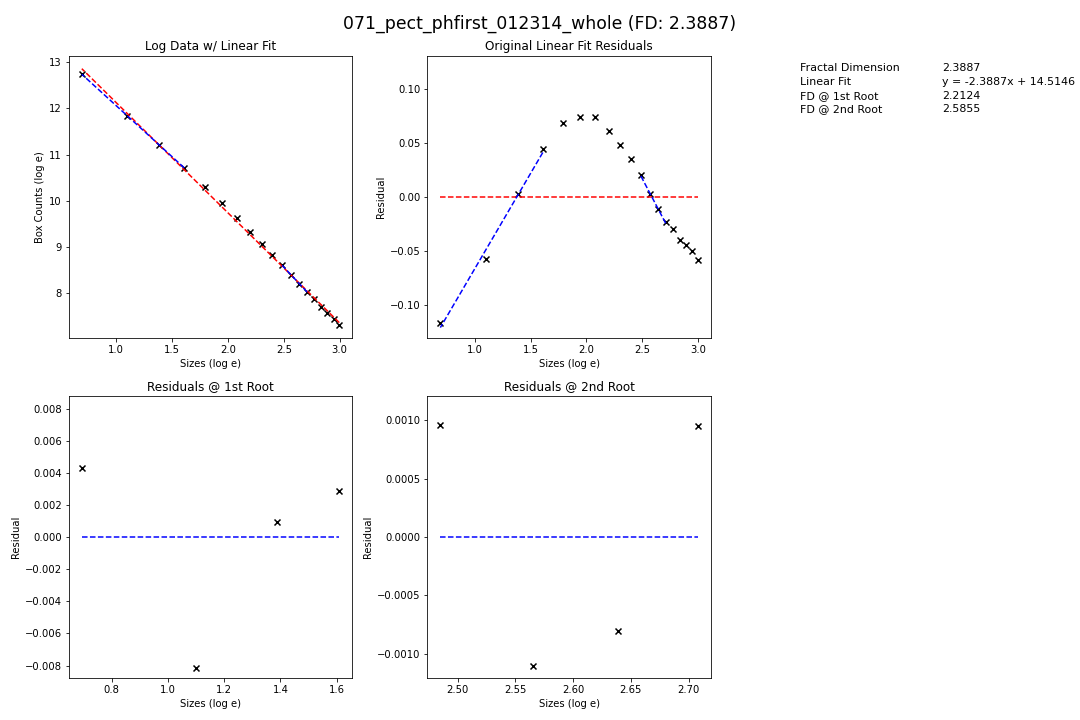 071_pect_phfirst_012314_whole (FD: 2.3887)
Log Data w/ Linear Fit
13
12
11
10
9
8
Box Counts (log e)
1.0 1.5 2.0 2.5 3.0
Sizes (log e)
Original Linear Fit Residuals
0.10
0.05
0.00
−0.05
−0.10
Residual
1.0 1.5 2.0 2.5 3.0
Sizes (log e)
Fractal Dimension 2.3887
Linear Fit y = -2.3887x + 14.5146
FD @ 1st Root 2.2124
FD @ 2nd Root 2.5855
Residuals @ 1st Root
0.008
0.006
0.004
0.002
0.000
−0.002
−0.004
−0.006
−0.008
Residual
0.8 1.0 1.2 1.4 1.6
Sizes (log e)
Residuals @ 2nd Root
0.0010
0.0005
0.0000
−0.0005
−0.0010
Residual
2.50 2.55 2.60 2.65 2.70
Sizes (log e)